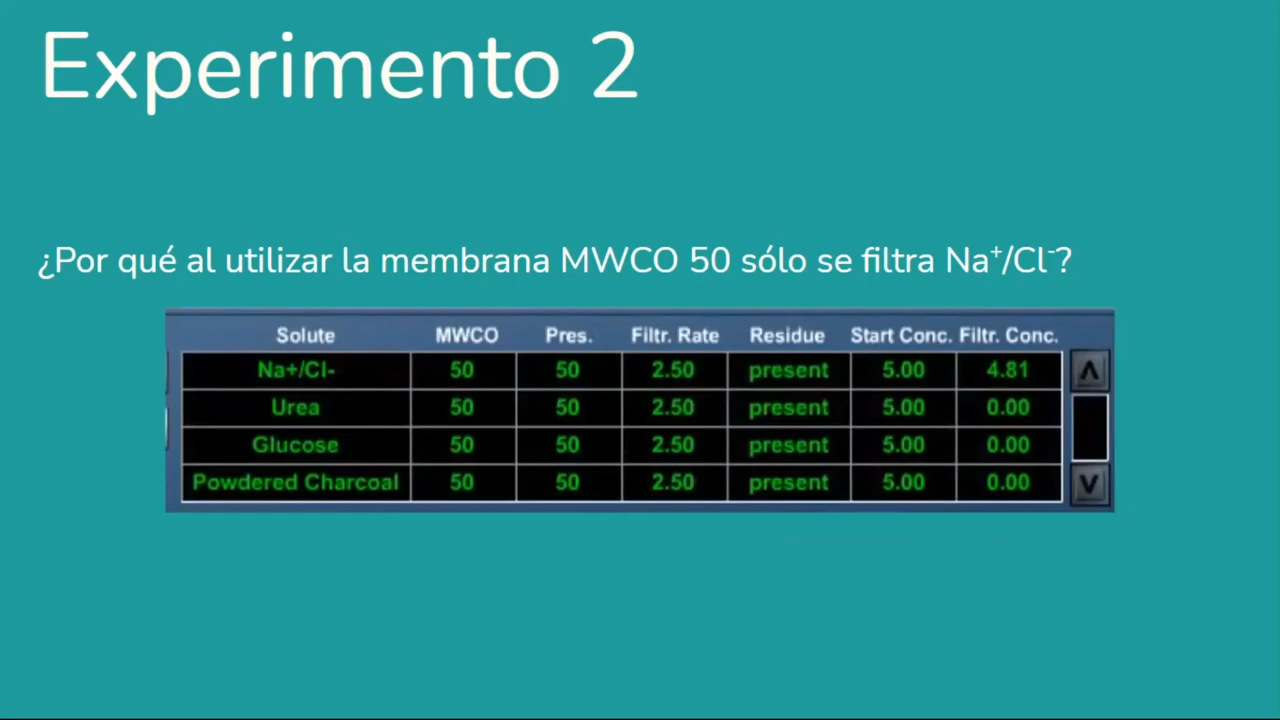 Experimento 2
¿Por qué al utilizar la membrana MWCO 50 sólo se filtra Na⁺/Cl⁻?
Solute MWCO Pres. Filtr. Rate Residue Start Conc. Filtr. Conc.
Na+/Cl- 50 50 2.50 present 5.00 4.81
Urea 50 50 2.50 present 5.00 0.00
Glucose 50 50 2.50 present 5.00 0.00
Powdered Charcoal 50 50 2.50 present 5.00 0.00